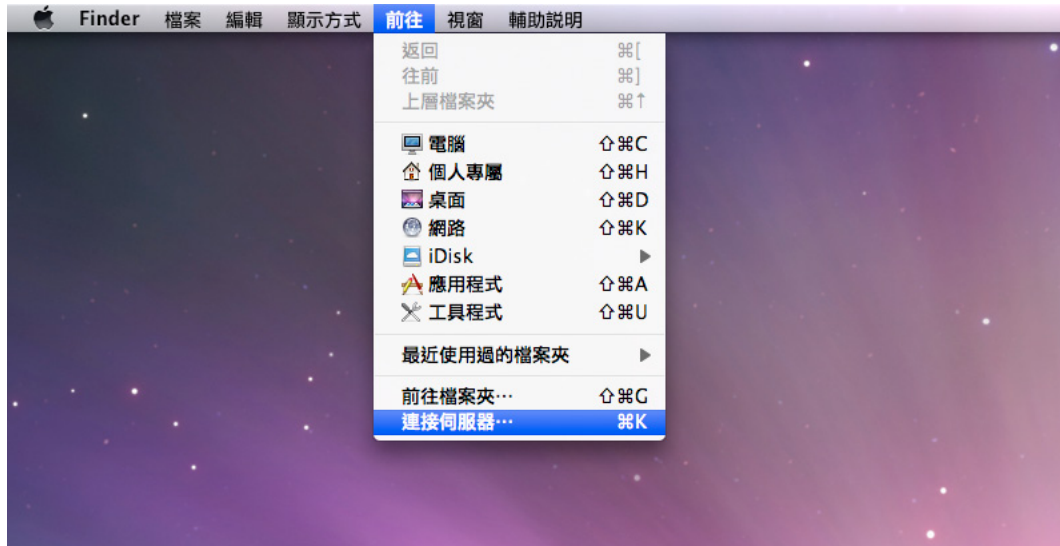 Finder 檔案 編輯 顯示方式 前往 視窗 輔助說明
返回 ⌘[
往前 ⌘]
上層檔案夾 ⌘↑
電腦 ⇧⌘C
個人專屬 ⇧⌘H
桌面 ⇧⌘D
網路 ⇧⌘K
iDisk ▶
應用程式 ⇧⌘A
工具程式 ⇧⌘U
最近使用過的檔案夾 ▶
前往檔案夾… ⇧⌘G
連接伺服器… ⌘K